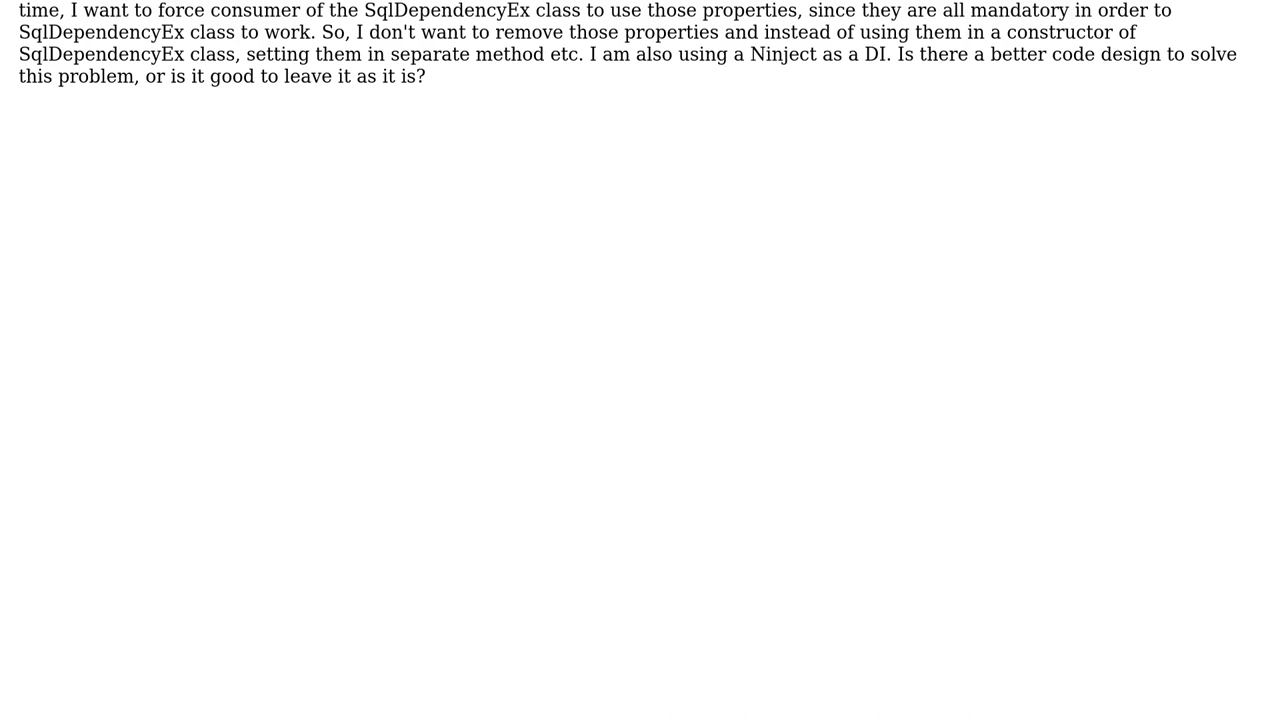 time, I want to force consumer of the SqlDependencyEx class to use those properties, since they are all mandatory in order to
SqlDependencyEx class to work. So, I don't want to remove those properties and instead of using them in a constructor of
SqlDependencyEx class, setting them in separate method etc. I am also using a Ninject as a DI. Is there a better code design to solve
this problem, or is it good to leave it as it is?